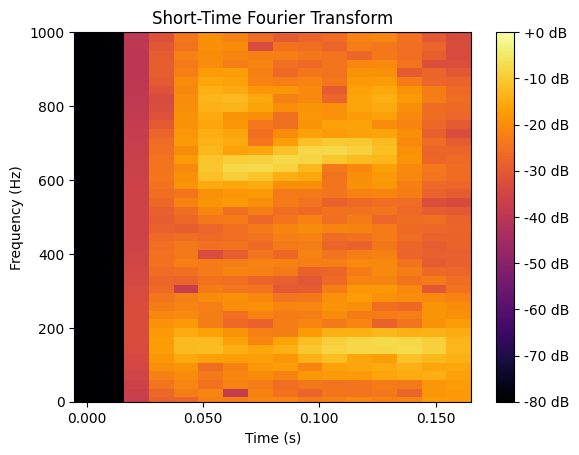 Short-Time Fourier Transform
Frequency (Hz)
1000
800
600
400
200
0
0.000
0.050
0.100
0.150
Time (s)
+0 dB
-10 dB
-20 dB
-30 dB
-40 dB
-50 dB
-60 dB
-70 dB
-80 dB